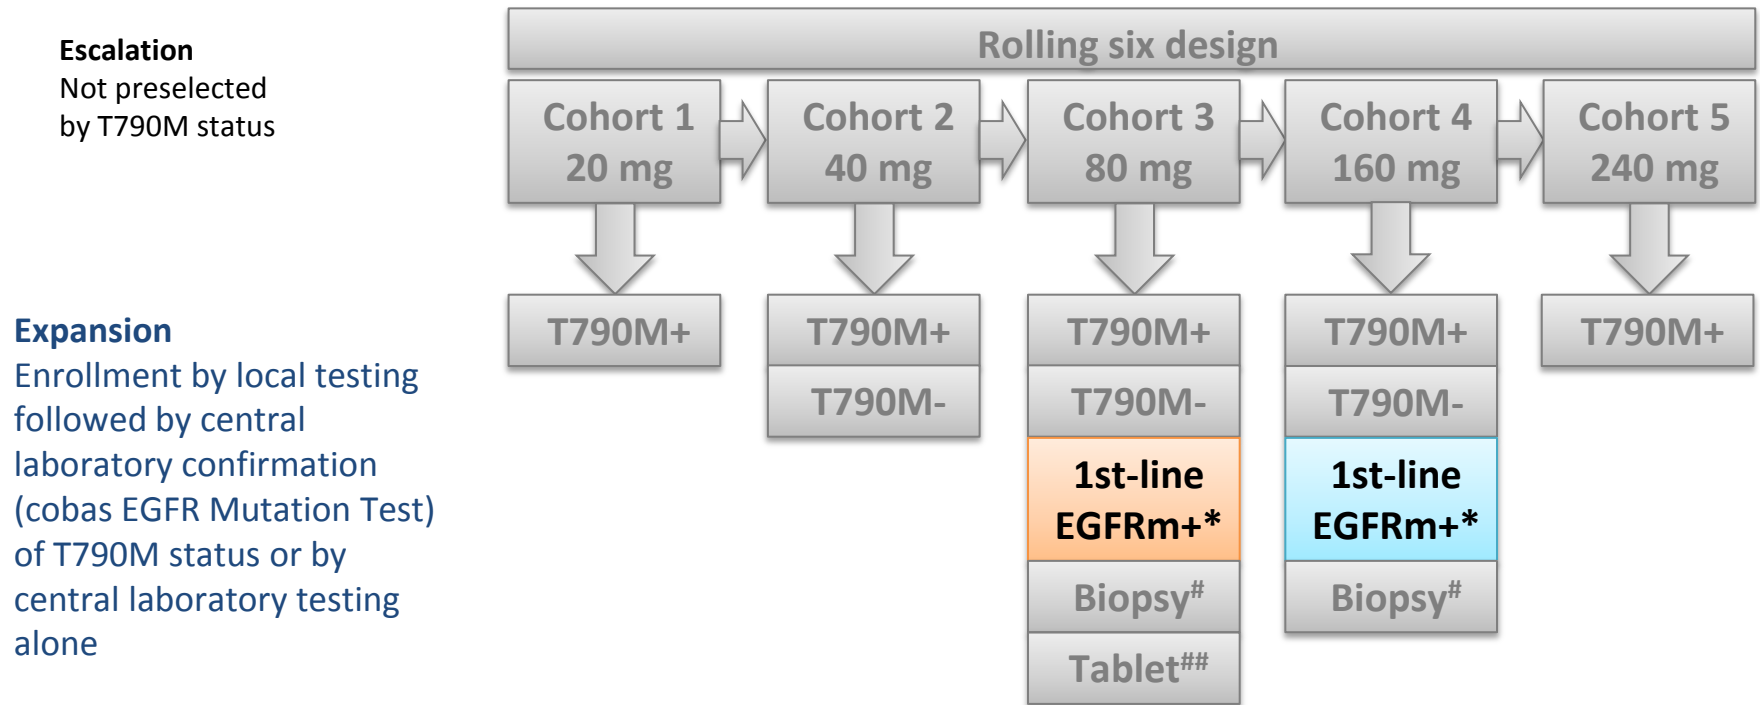 Escalation
Not preselected
by T790M status
Rolling six design
Cohort 1
20 mg
Cohort 2
40 mg
Cohort 3
80 mg
Cohort 4
160 mg
Cohort 5
240 mg
Expansion
Enrollment by local testing
followed by central
laboratory confirmation
(cobas EGFR Mutation Test)
of T790M status or by
central laboratory testing
alone
T790M+
T790M+
T790M-
T790M+
T790M-
1st-line
EGFRm+*
Biopsy#
Tablet##
T790M+
T790M-
1st-line
EGFRm+*
Biopsy#
T790M+